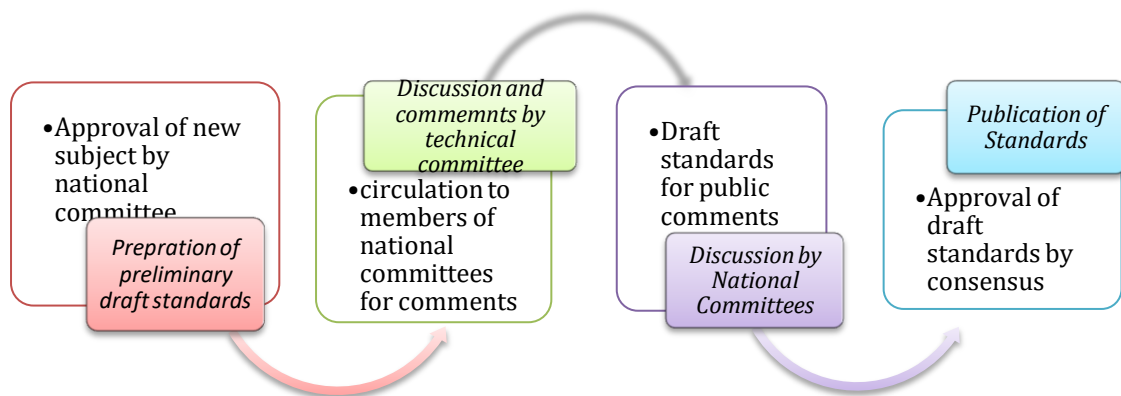 •Approval of new
subject by
national
committee
Prepration of
preliminary
draft standards
Discussion and
commemnts by
technical
committee
•circulation to
members of
national
committees
for comments
•Draft
standards
for public
comments
Discussion by
National
Committees
Publication of
Standards
•Approval of
draft
standards by
consensus